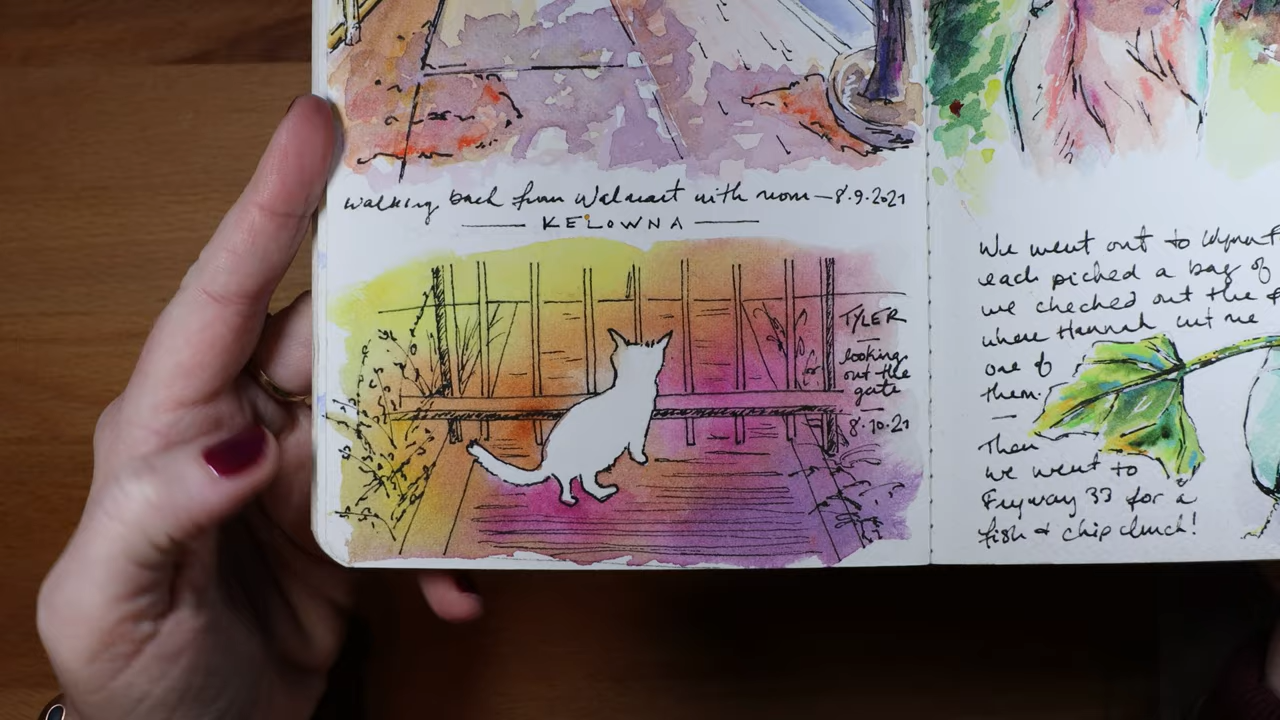 Walking back from Walmart with mom — 8.9.2021
KELOWNA
TYLER
looking
out the
gate
8.10.21
We went out to
each picked a bag of
we checked out the
where Hannah cut me
one of
them.
Then
we went to
Fryway 33 for a
fish & chip lunch!